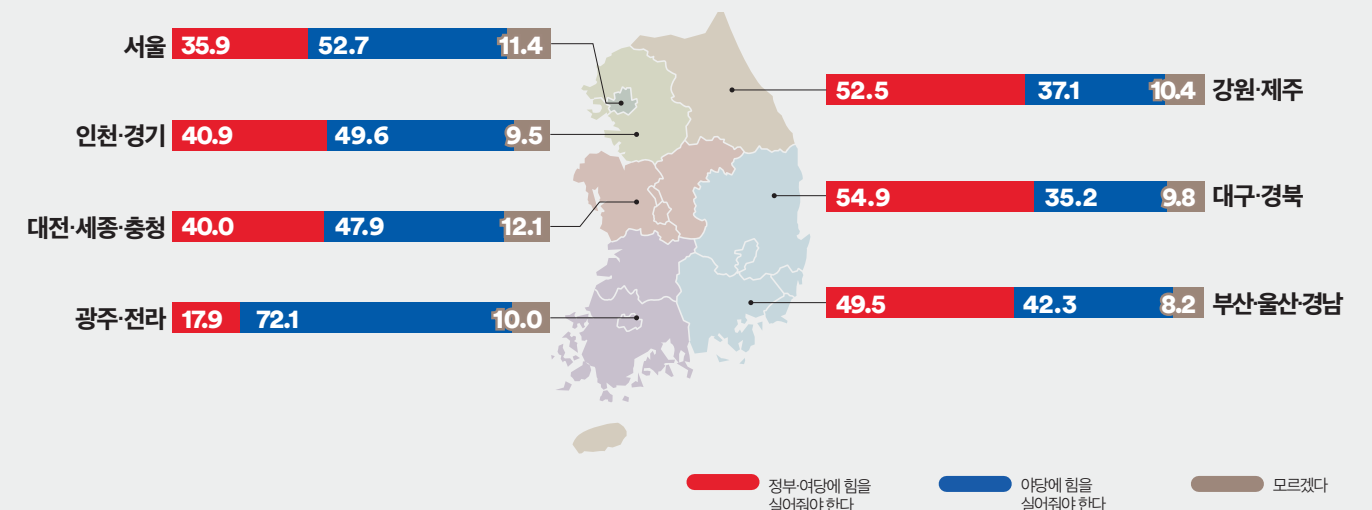 서울 35.9 52.7 11.4
인천·경기 40.9 49.6 9.5
대전·세종·충청 40.0 47.9 12.1
광주·전라 17.9 72.1 10.0
52.5 37.1 10.4 강원·제주
54.9 35.2 9.8 대구·경북
49.5 42.3 8.2 부산·울산·경남
정부·여당에 힘을
실어줘야 한다
야당에 힘을
실어줘야 한다
모르겠다